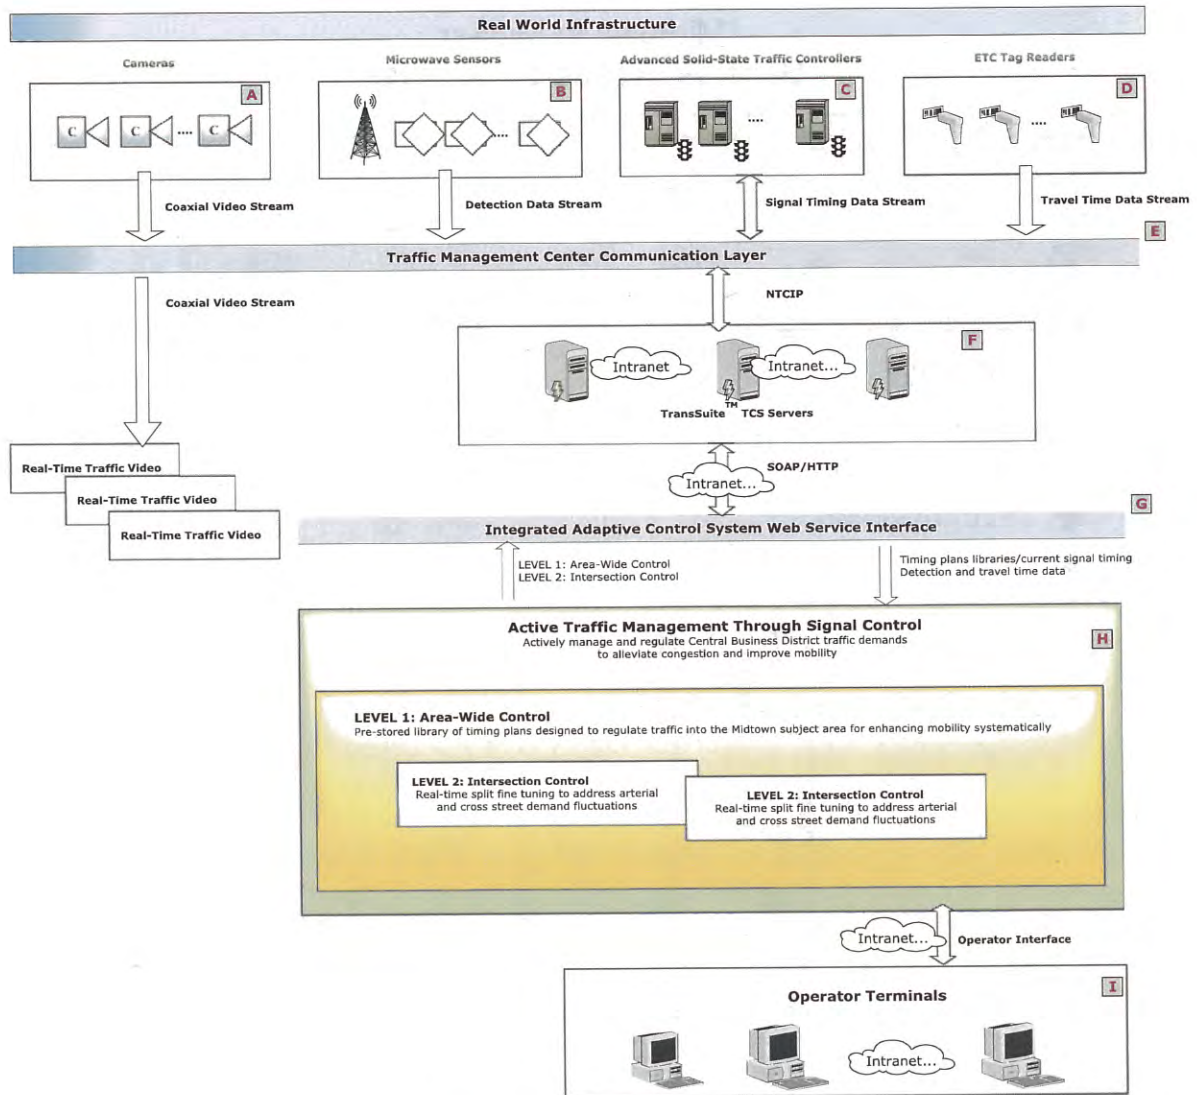 Real World Infrastructure
Cameras
Microwave Sensors
Advanced Solid-State Traffic Controllers
ETC Tag Readers
A
B
C
D
C
C
....
C
....
....
....
Coaxial Video Stream
Detection Data Stream
Signal Timing Data Stream
Travel Time Data Stream
E
Traffic Management Center Communication Layer
Coaxial Video Stream
NTCIP
F
Intranet
Intranet...
TransSuite™ TCS Servers
Real-Time Traffic Video
Real-Time Traffic Video
Real-Time Traffic Video
SOAP/HTTP
Intranet...
G
Integrated Adaptive Control System Web Service Interface
LEVEL 1: Area-Wide Control
LEVEL 2: Intersection Control
Timing plans libraries/current signal timing
Detection and travel time data
Active Traffic Management Through Signal Control
Actively manage and regulate Central Business District traffic demands
to alleviate congestion and improve mobility
H
LEVEL 1: Area-Wide Control
Pre-stored library of timing plans designed to regulate traffic into the Midtown subject area for enhancing mobility systematically
LEVEL 2: Intersection Control
Real-time split fine tuning to address arterial
and cross street demand fluctuations
LEVEL 2: Intersection Control
Real-time split fine tuning to address arterial
and cross street demand fluctuations
Intranet...
Operator Interface
Operator Terminals
I
Intranet...